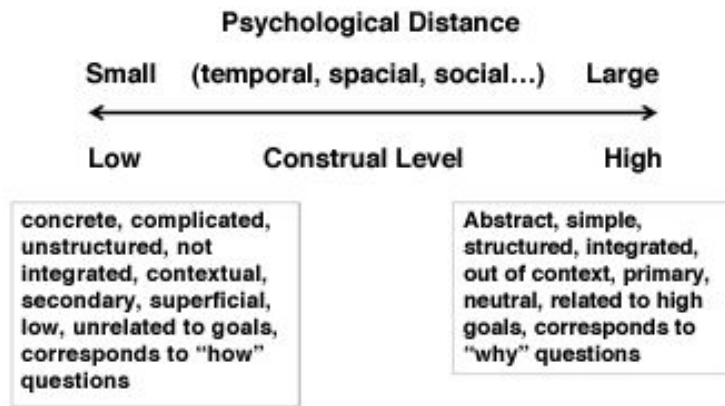 Psychological Distance
Small (temporal, spacial, social...) Large
Low Construal Level High
concrete, complicated,
unstructured, not
integrated, contextual,
secondary, superficial,
low, unrelated to goals,
corresponds to “how”
questions
Abstract, simple,
structured, integrated,
out of context, primary,
neutral, related to high
goals, corresponds to
“why” questions